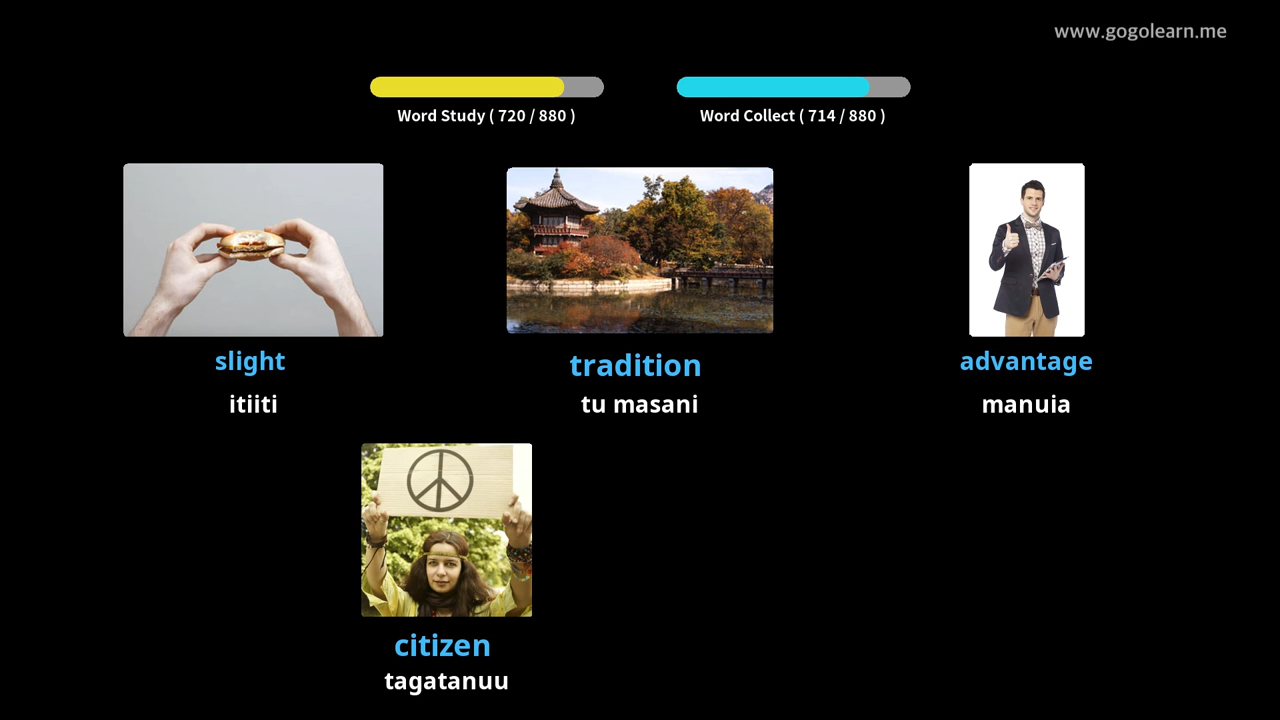 www.gogolearn.me
Word Study ( 720 / 880 )
Word Collect ( 714 / 880 )
slight
itiiti
tradition
tu masani
advantage
manuia
citizen
tagatanuu